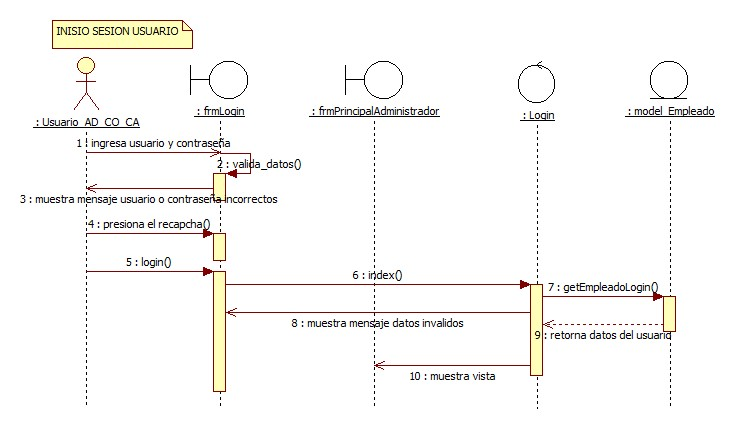 INISIO SESION USUARIO
: Usuario_AD_CO_CA
: frmLogin
: frmPrincipalAdministrador
: Login
: model_Empleado
1 : ingresa usuario y contraseña
2 : valida_datos()
3 : muestra mensaje usuario o contraseña incorrectos
4 : presiona el recapcha()
5 : login()
6 : index()
7 : getEmpleadoLogin()
8 : muestra mensaje datos invalidos
9 : retorna datos del usuario
10 : muestra vista